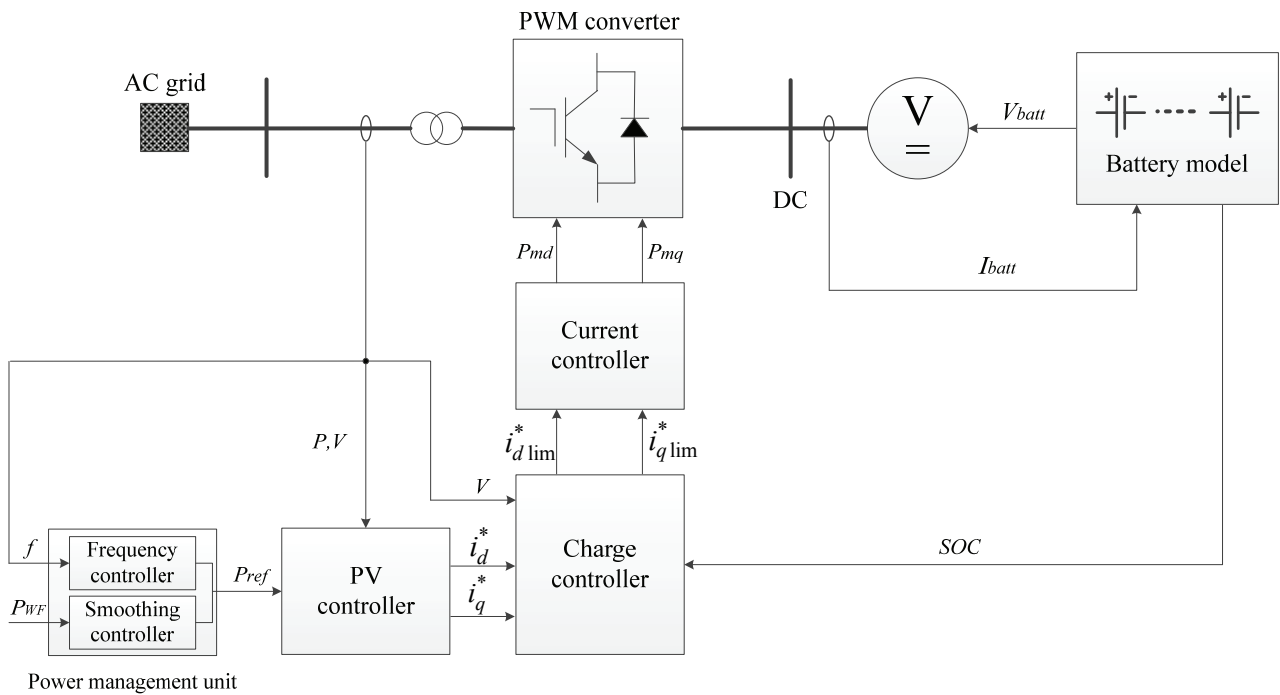 PWM converter
AC grid
V
=
Vbatt
+ - + -
Battery model
DC
Pmd
Pmq
Ibatt
Current
controller
P,V
i*d lim
i*q lim
V
f
Frequency
controller
Pref
PV
controller
i*d
i*q
Charge
controller
SOC
PWF
Smoothing
controller
Power management unit